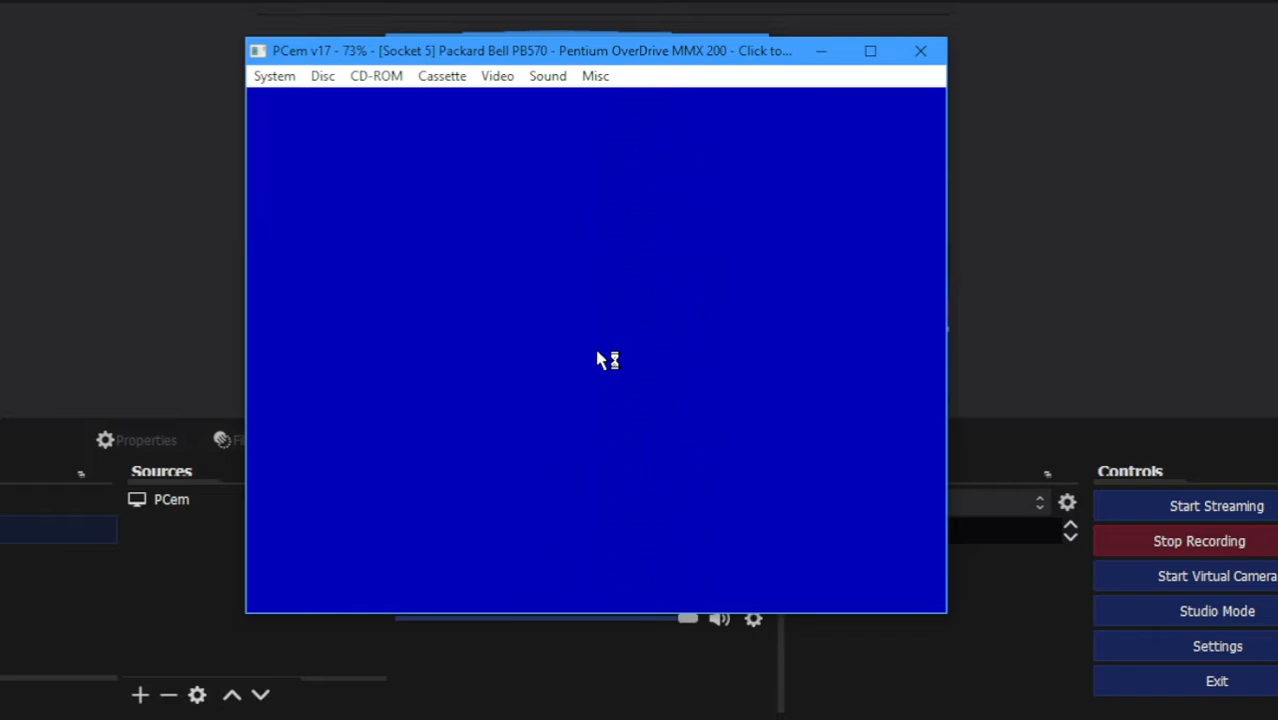 PCem v17 - 73% - [Socket 5] Packard Bell PB570 - Pentium OverDrive MMX 200 - Click to...
System Disc CD-ROM Cassette Video Sound Misc
Properties
Sources
PCem
Controls
Start Streaming
Stop Recording
Start Virtual Camera
Studio Mode
Settings
Exit